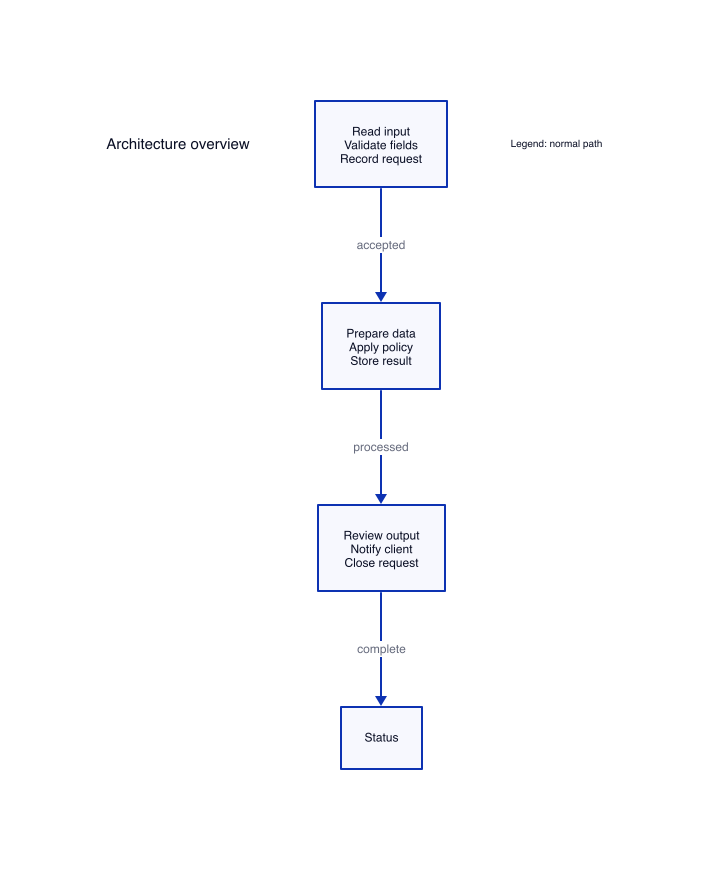 Architecture overview
Read input
Validate fields
Record request
Legend: normal path
accepted
Prepare data
Apply policy
Store result
processed
Review output
Notify client
Close request
complete
Status